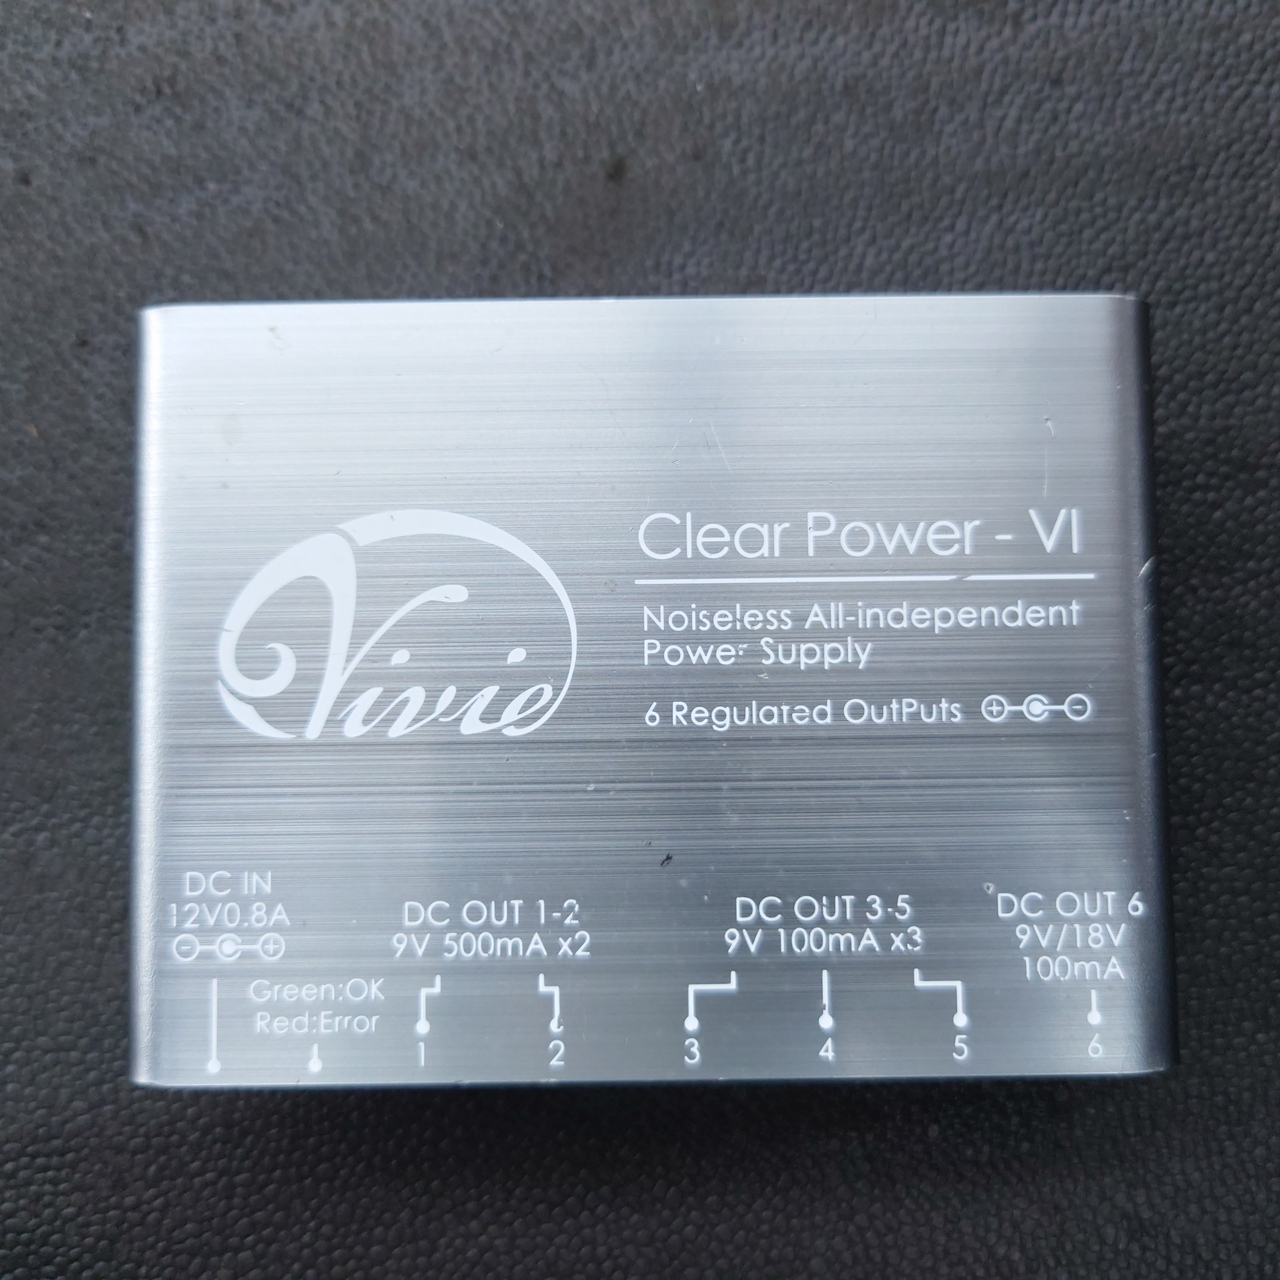 Vivie
Clear Power - VI
Noiseless All-independent
Power Supply
6 Regulated OutPuts
DC IN
12V0.8A
Green:OK
Red:Error
DC OUT 1-2
9V 500mA x2
DC OUT 3-5
9V 100mA x3
DC OUT 6
9V/18V
100mA
1 2 3 4 5 6